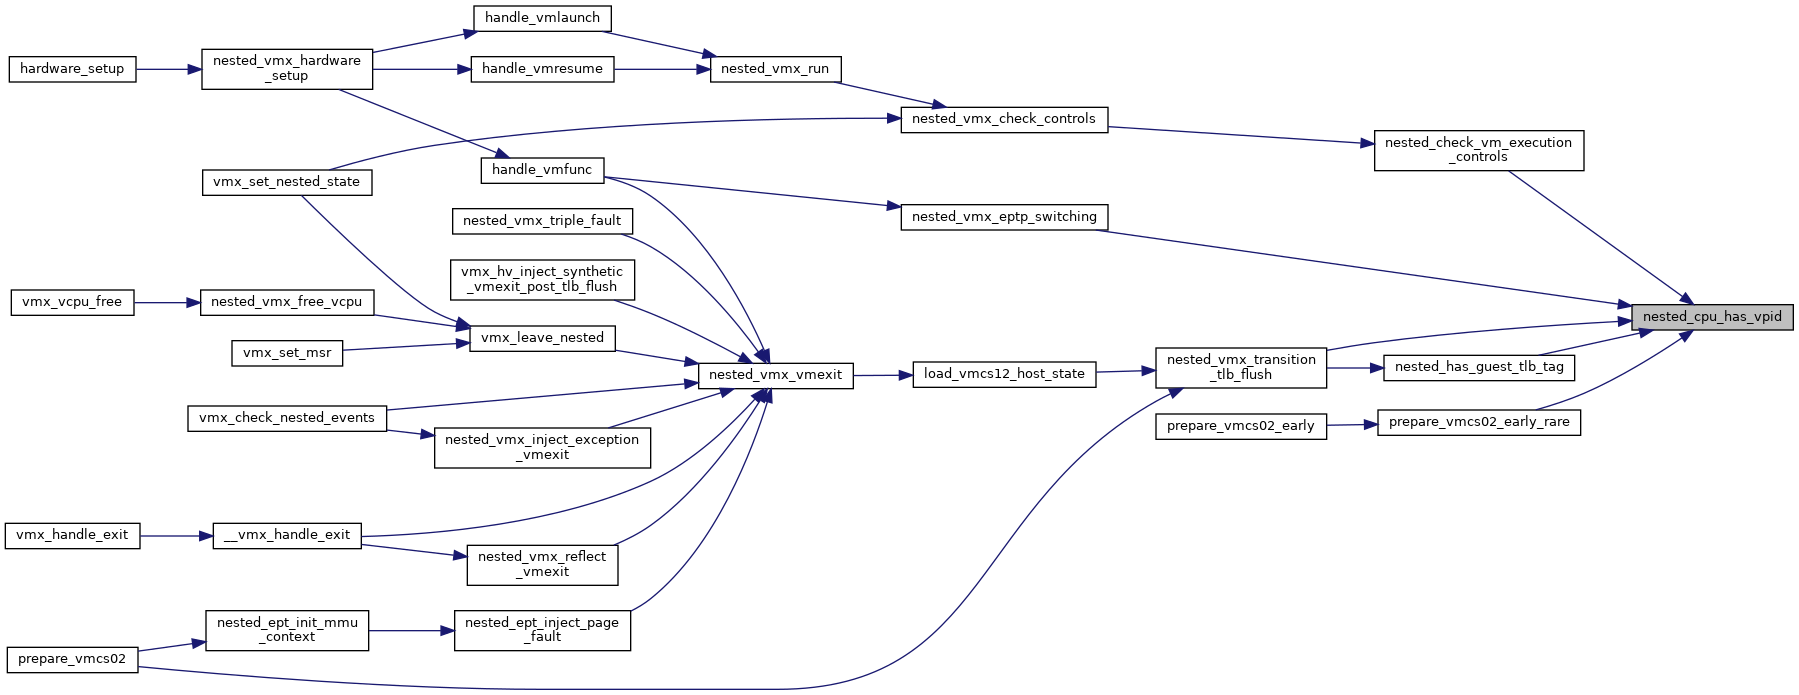 handle_vmlaunch
hardware_setup
nested_vmx_hardware
_setup
handle_vmresume
nested_vmx_run
nested_vmx_check_controls
nested_check_vm_execution
_controls
handle_vmfunc
vmx_set_nested_state
nested_vmx_triple_fault
nested_vmx_eptp_switching
vmx_hv_inject_synthetic
_vmexit_post_tlb_flush
vmx_vcpu_free
nested_vmx_free_vcpu
nested_cpu_has_vpid
vmx_leave_nested
vmx_set_msr
nested_vmx_vmexit
load_vmcs12_host_state
nested_vmx_transition
_tlb_flush
nested_has_guest_tlb_tag
vmx_check_nested_events
nested_vmx_inject_exception
_vmexit
prepare_vmcs02_early
prepare_vmcs02_early_rare
vmx_handle_exit
__vmx_handle_exit
nested_vmx_reflect
_vmexit
nested_ept_init_mmu
_context
nested_ept_inject_page
_fault
prepare_vmcs02